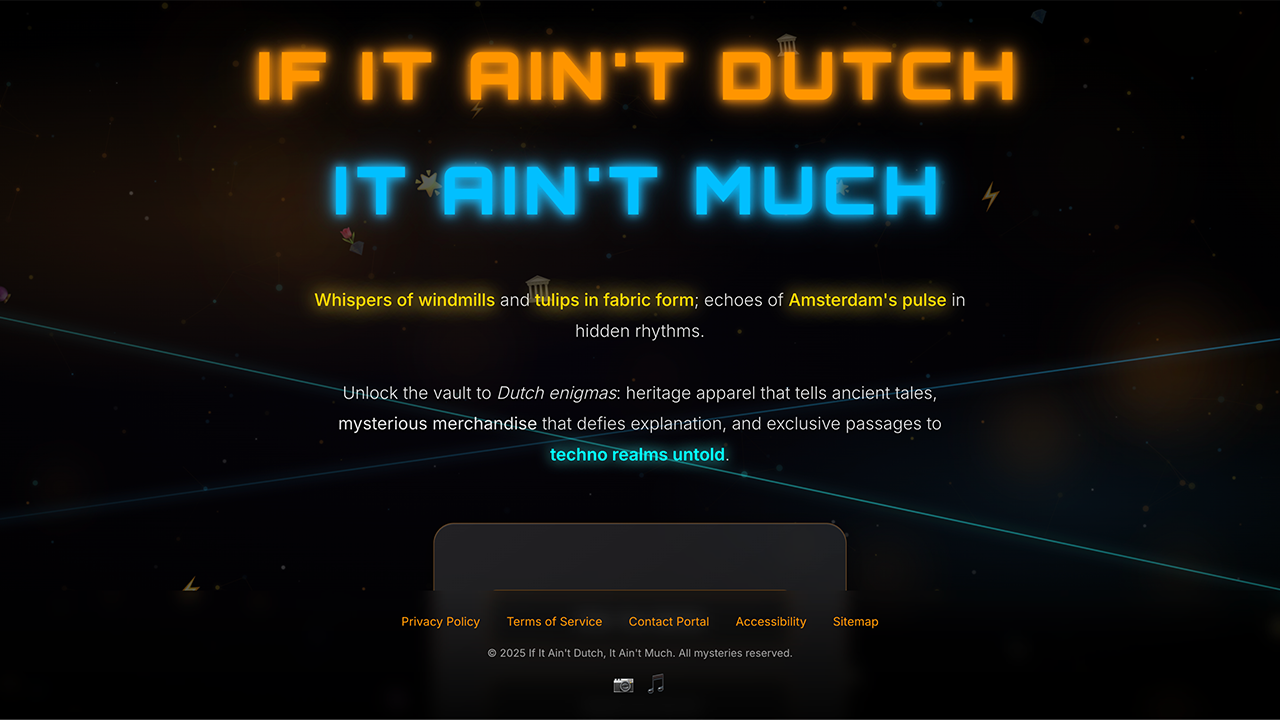 IF IT AIN'T DUTCH
IT AIN'T MUCH
Whispers of windmills and tulips in fabric form; echoes of Amsterdam's pulse in
hidden rhythms.
Unlock the vault to Dutch enigmas: heritage apparel that tells ancient tales,
mysterious merchandise that defies explanation, and exclusive passages to
techno realms untold.
Privacy Policy Terms of Service Contact Portal Accessibility Sitemap
© 2025 If It Ain't Dutch, It Ain't Much. All mysteries reserved.